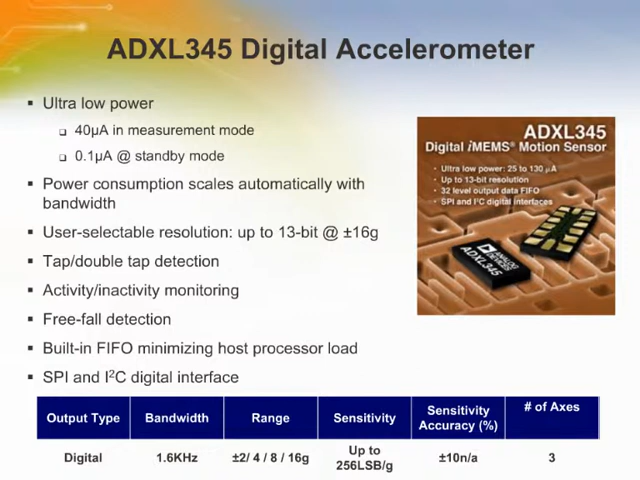 ADXL345 Digital Accelerometer
Ultra low power
40µA in measurement mode
0.1µA @ standby mode
Power consumption scales automatically with
bandwidth
User-selectable resolution: up to 13-bit @ ±16g
Tap/double tap detection
Activity/inactivity monitoring
Free-fall detection
Built-in FIFO minimizing host processor load
SPI and I²C digital interface
ADXL345
Digital iMEMS® Motion Sensor
• Ultra low power: 25 to 130 µA
• Up to 13-bit resolution
• 32 level output data FIFO
• SPI and I²C digital interfaces
ANALOG
DEVICES
ADXL345
Output Type Bandwidth Range Sensitivity Sensitivity Accuracy (%) # of Axes
Digital 1.6KHz ±2/ 4 / 8 / 16g Up to 256LSB/g ±10n/a 3